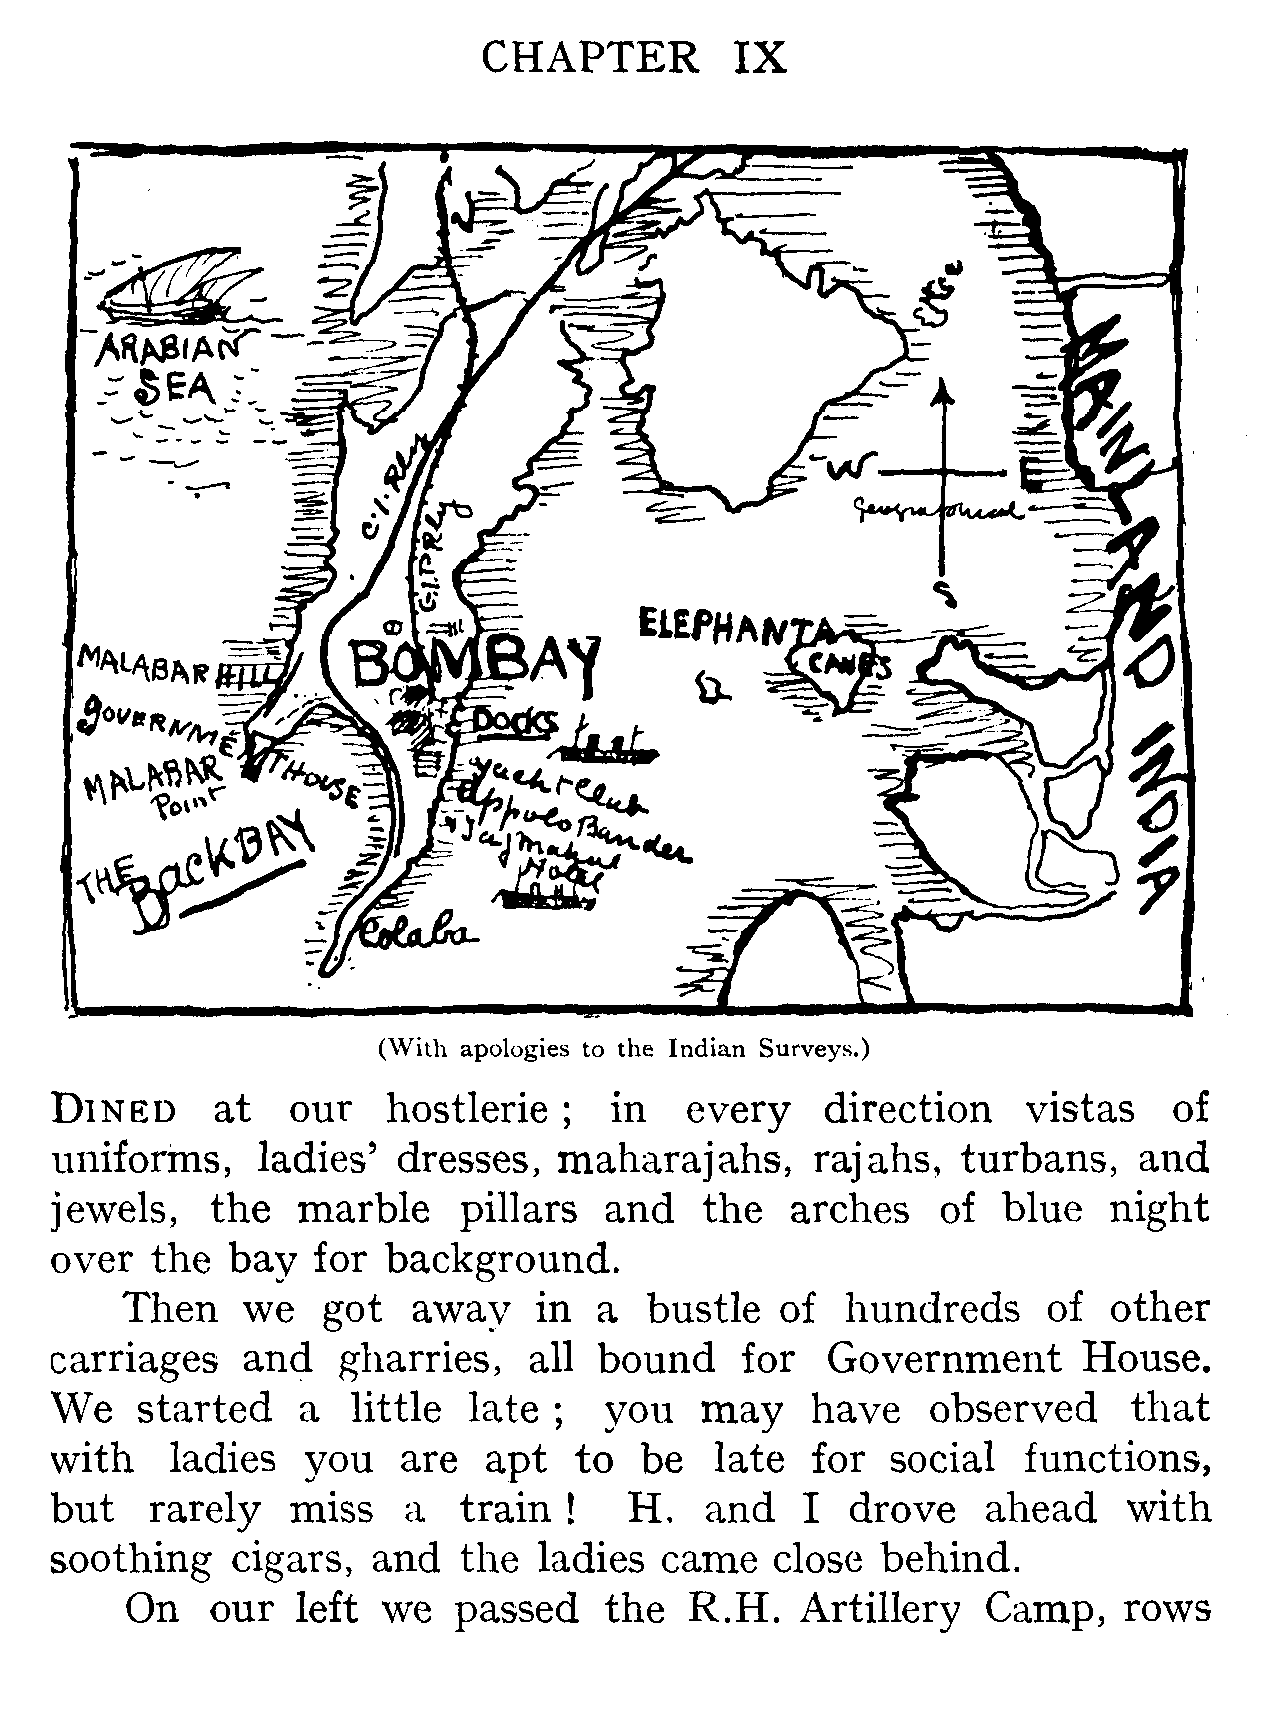 CHAPTER IX
ARABIAN
SEA
MAINLAND INDIA
W E
Geographical
S
C.I. Rly
G.I.P Rly
ELEPHANTA
CAVES
BOMBAY
MALABAR HILL
GOVERNMENT HOUSE
MALABAR
Point
DOCKS
Yacht Club
Appolo Bander
Taj Mahal
Hotel
THE BACKBAY
Colaba
(With apologies to the Indian Surveys.)
DINED at our hostlerie ; in every direction vistas of
uniforms, ladies’ dresses, maharajahs, rajahs, turbans, and
jewels, the marble pillars and the arches of blue night
over the bay for background.
Then we got away in a bustle of hundreds of other
carriages and gharries, all bound for Government House.
We started a little late ; you may have observed that
with ladies you are apt to be late for social functions,
but rarely miss a train ! H. and I drove ahead with
soothing cigars, and the ladies came close behind.
On our left we passed the R.H. Artillery Camp, rows